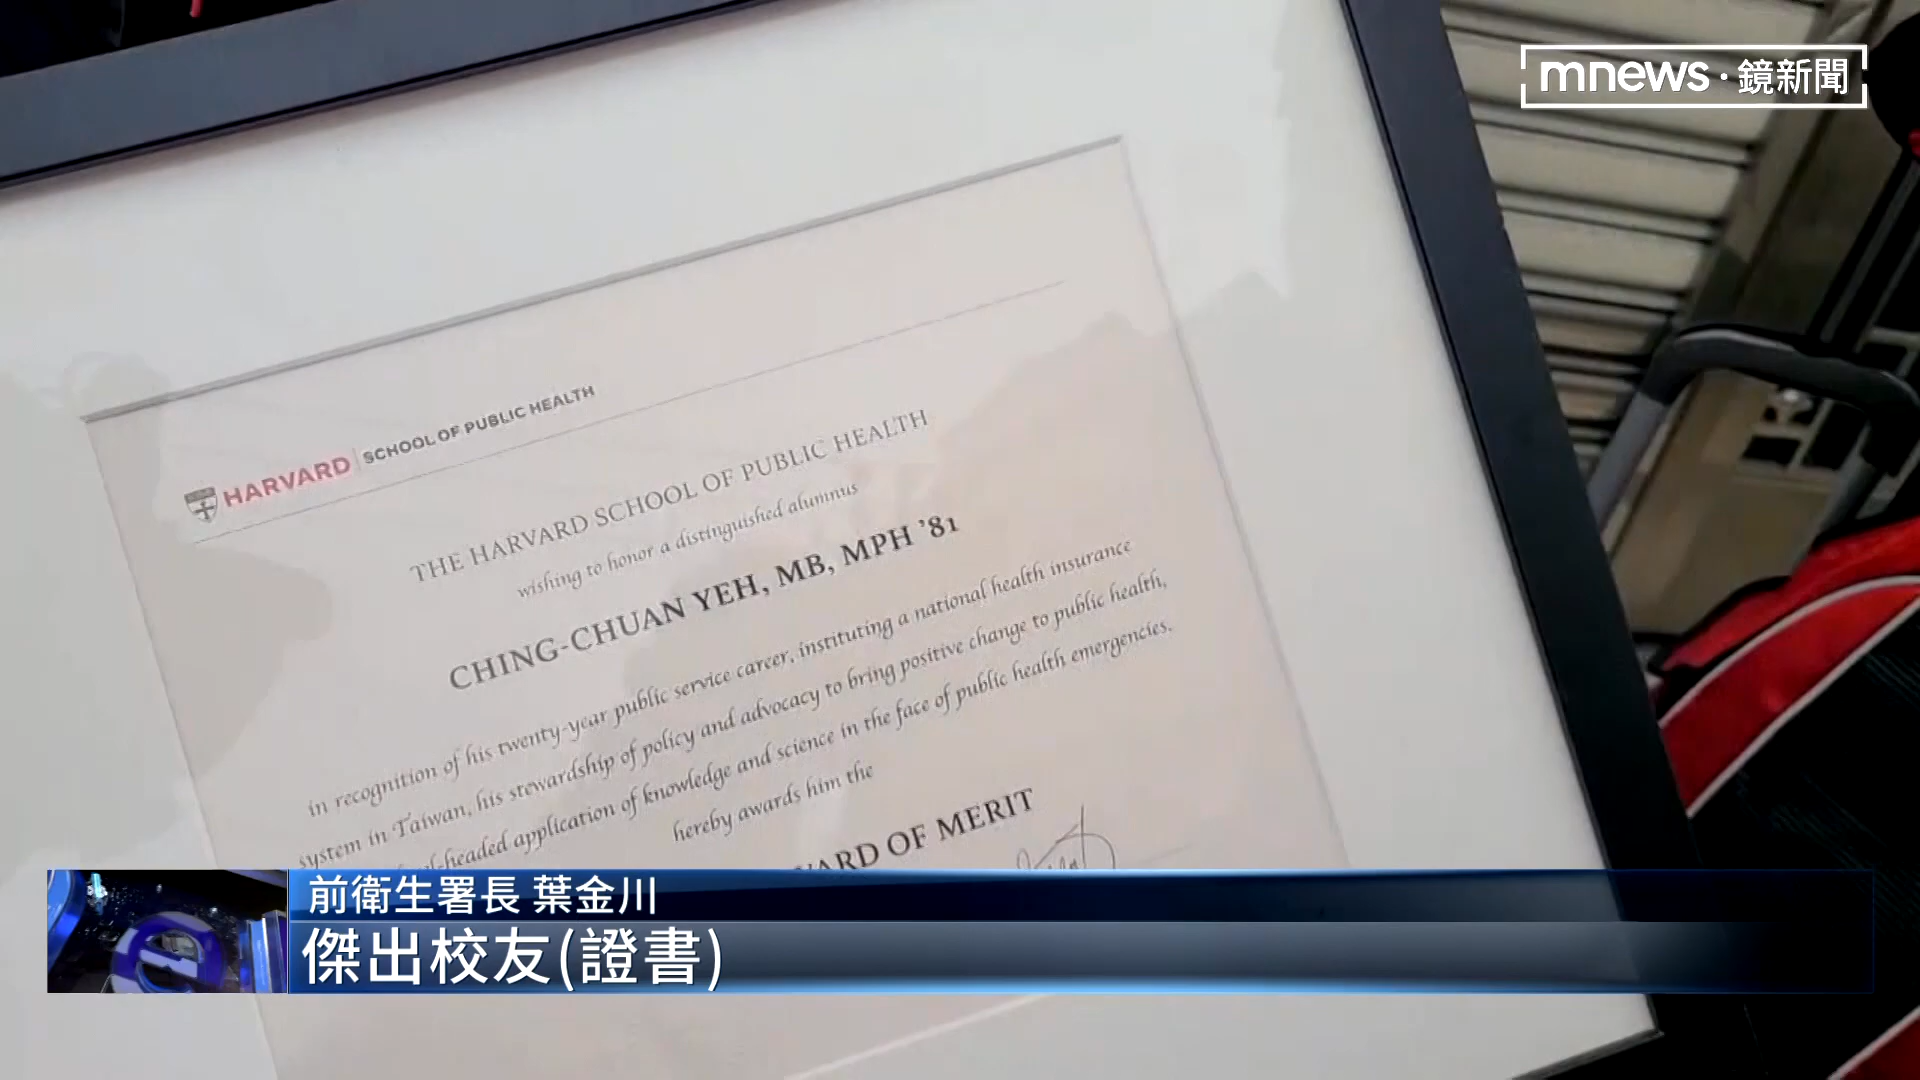 mnews·鏡新聞
HARVARD SCHOOL OF PUBLIC HEALTH
THE HARVARD SCHOOL OF PUBLIC HEALTH
wishing to honor a distinguished alumnus
CHING-CHUAN YEH, MB, MPH '81
in recognition of his twenty-year public service career, instituting a national health insurance
system in Taiwan, his stewardship of policy and advocacy to bring positive change to public health,
application of knowledge and science in the face of public health emergencies.
hereby awards him the
OF MERIT
前衛生署長 葉金川
傑出校友(證書)